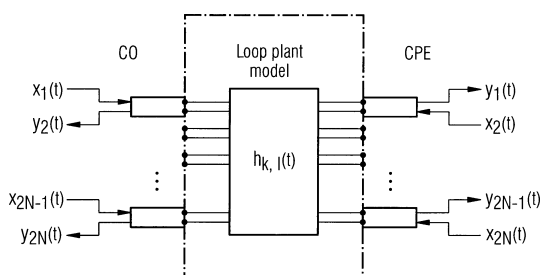 CO
Loop plant model
CPE
x1(t)
y1(t)
y2(t)
x2(t)
hk, l(t)
x2N-1(t)
y2N-1(t)
y2N(t)
x2N(t)